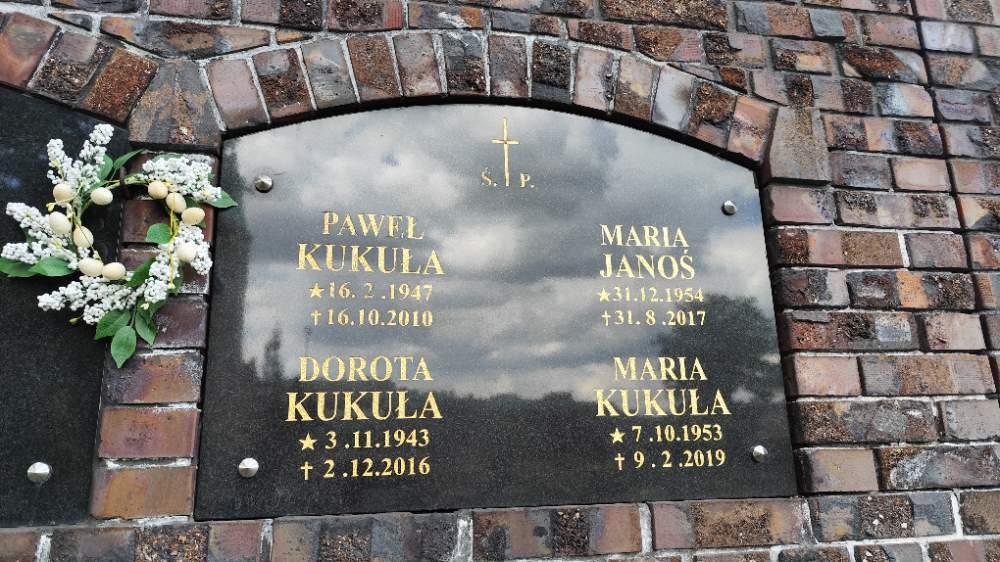 Ś. P.
PAWEŁ
KUKUŁA
★ 16. 2 .1947
† 16.10.2010
DOROTA
KUKUŁA
★ 3 .11.1943
† 2 .12.2016
MARIA
JANOŚ
★ 31.12.1954
† 31. 8 .2017
MARIA
KUKUŁA
★ 7 .10.1953
† 9 . 2 .2019